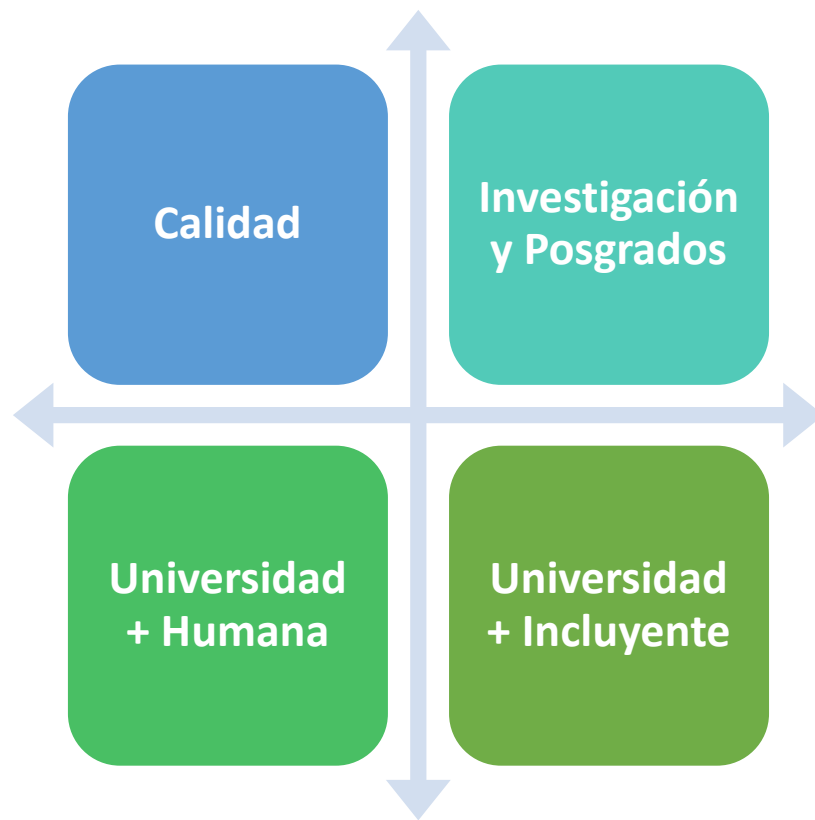 Calidad
Investigación
y Posgrados
Universidad
+ Humana
Universidad
+ Incluyente